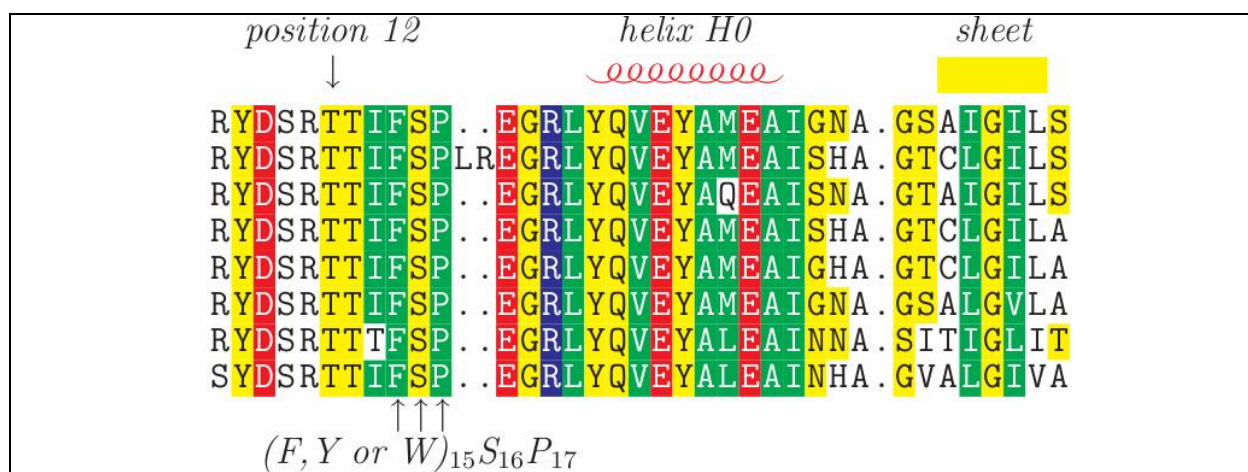 position 12 helix H0 sheet
↓
RYDSRTTIFSP..EGRLYQVEYAMEAIGNA.GSAIGILS
RYDSRTTIFSPLREGRLYQVEYAMEAISHA.GTCLGILS
RYDSRTTIFSP..EGRLYQVEYAQEAISNA.GTAIGILS
RYDSRTTIFSP..EGRLYQVEYAMEAISHA.GTCLGILA
RYDSRTTIFSP..EGRLYQVEYAMEAIGHA.GTCLGILA
RYDSRTTIFSP..EGRLYQVEYAMEAIGNA.GSALGVLA
RYDSRTTTFSP..EGRLYQVEYALEAINNA.SITIGLIT
SYDSRTTIFSP..EGRLYQVEYALEAINHA.GVALGIVA
↑↑↑
(F, Y or W)₁₅S₁₆P₁₇